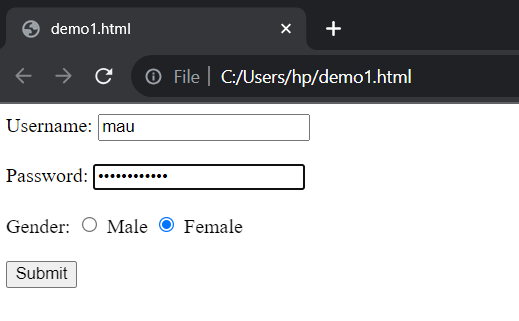 demo1.html
File C:/Users/hp/demo1.html
Username: mau
Password: ••••••••••••
Gender: Male Female
Submit